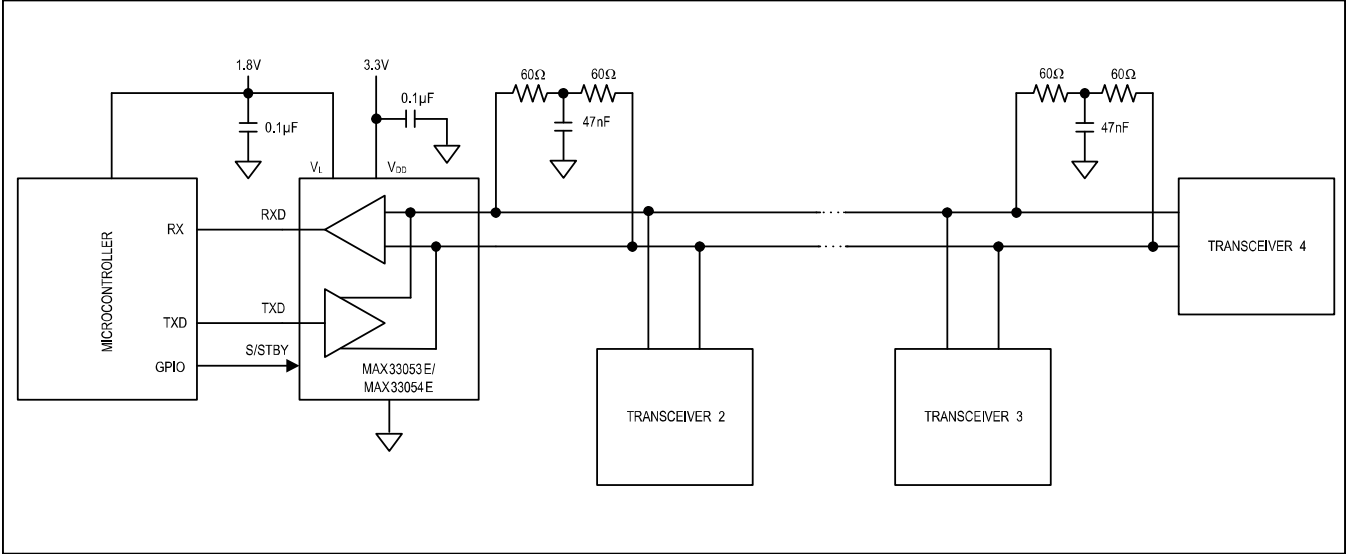 1.8V
3.3V
60Ω
60Ω
60Ω
60Ω
0.1µF
0.1µF
47nF
47nF
VL
VDD
RXD
RX
MICROCONTROLLER
TRANSCEIVER 4
TXD
TXD
S/STBY
GPIO
MAX33053E/
MAX33054E
TRANSCEIVER 2
TRANSCEIVER 3